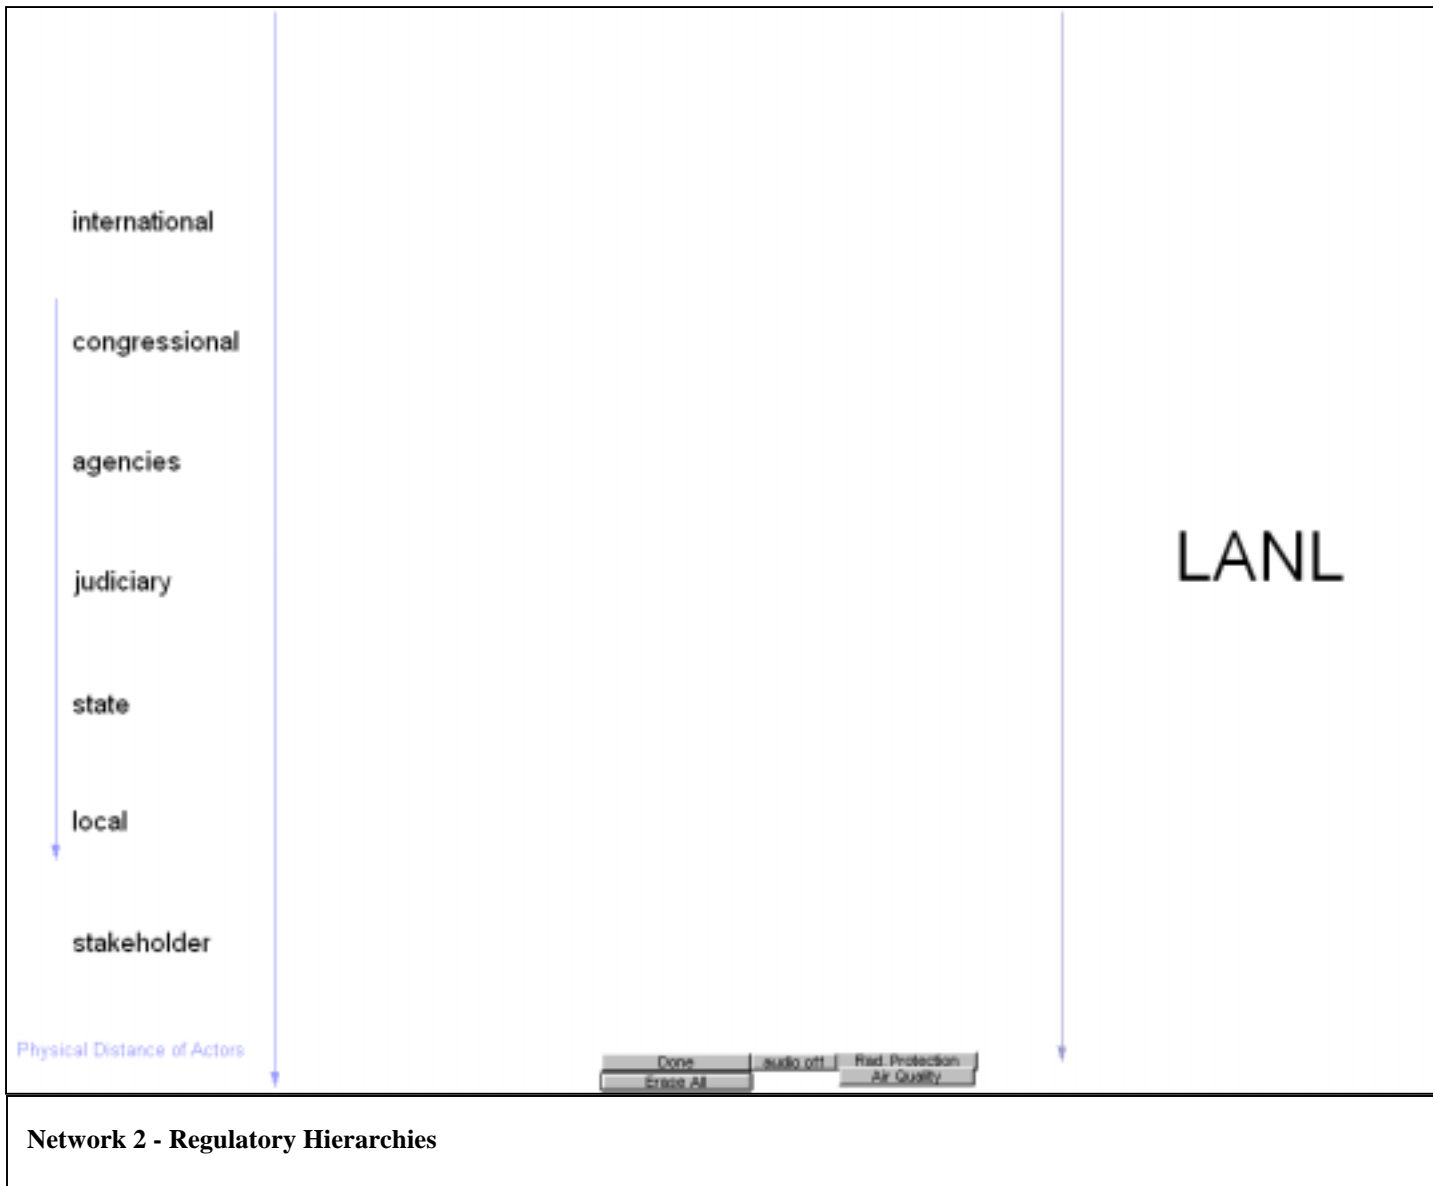 international
congressional
agencies
judiciary
LANL
state
local
stakeholder
Physical Distance of Actors
Done
audio off
Rad. Protection
Erase All
Air Quality
Network 2 - Regulatory Hierarchies